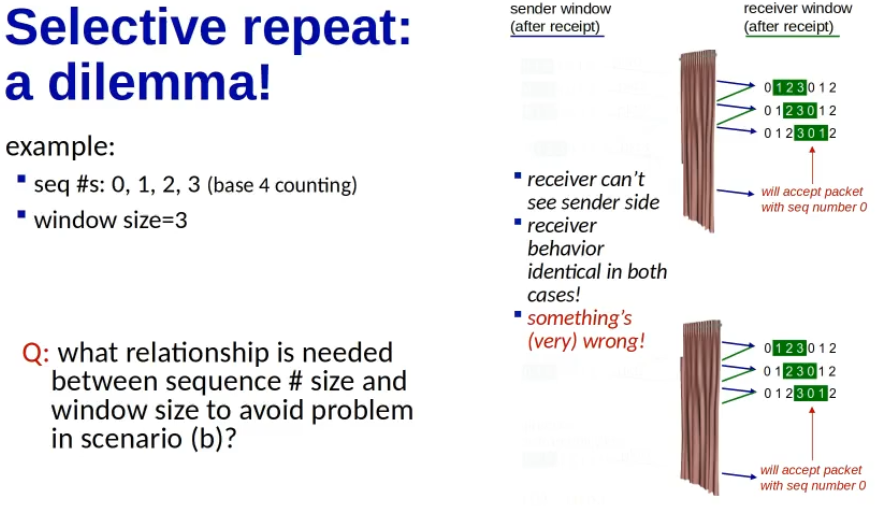 Selective repeat:
a dilemma!
example:
seq #s: 0, 1, 2, 3 (base 4 counting)
window size=3
Q: what relationship is needed
between sequence # size and
window size to avoid problem
in scenario (b)?
sender window
(after receipt)
receiver window
(after receipt)
0 1 2 3 0 1 2
0 1 2 3 0 1 2
0 1 2 3 0 1 2
will accept packet
with seq number 0
receiver can't
see sender side
receiver
behavior
identical in both
cases!
something's
(very) wrong!
0 1 2 3 0 1 2
0 1 2 3 0 1 2
0 1 2 3 0 1 2
will accept packet
with seq number 0